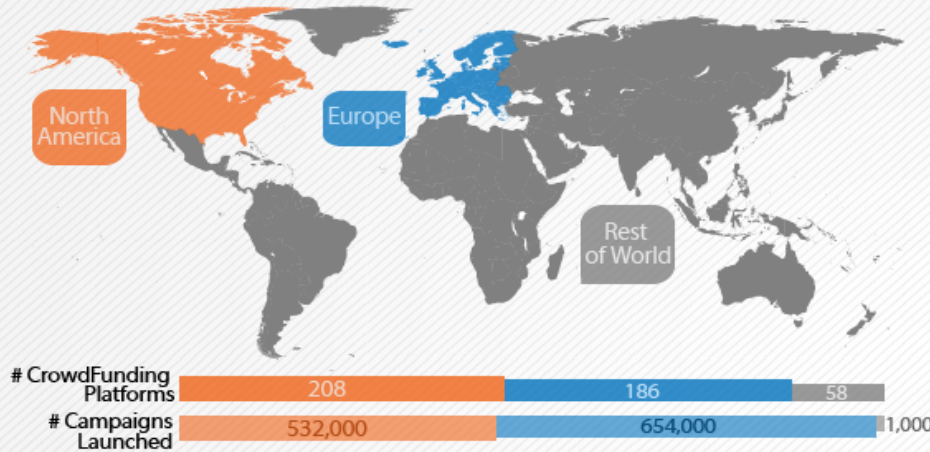 North
America
Europe
Rest
of World
# CrowdFunding
Platforms
208
186
58
# Campaigns
Launched
532,000
654,000
1,000